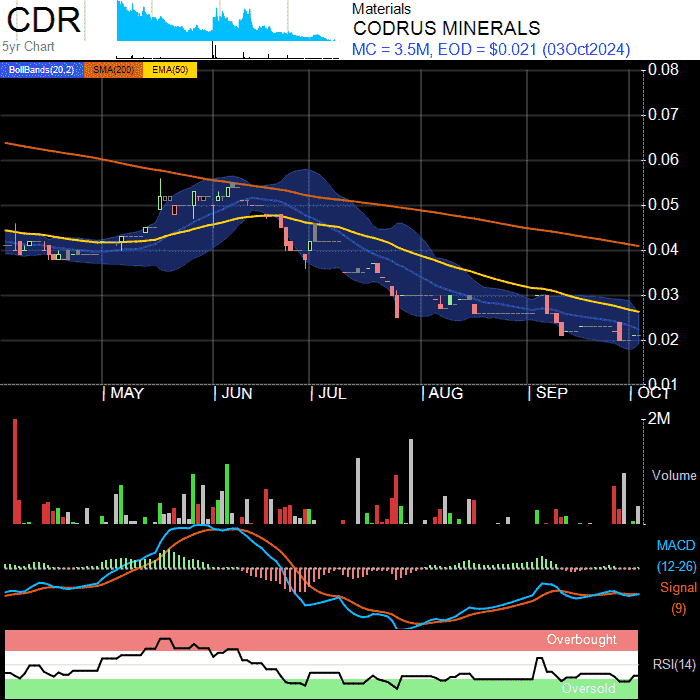 CDR
5yr Chart
Materials
CODRUS MINERALS
MC = 3.5M, EOD = $0.021 (03Oct2024)
BollBands(20,2) SMA(200) EMA(50)
0.08
0.07
0.06
0.05
0.04
0.03
0.02
0.01
MAY JUN JUL AUG SEP OCT
2M
Volume
MACD
(12-26)
Signal
(9)
Overbought
RSI(14)
Oversold